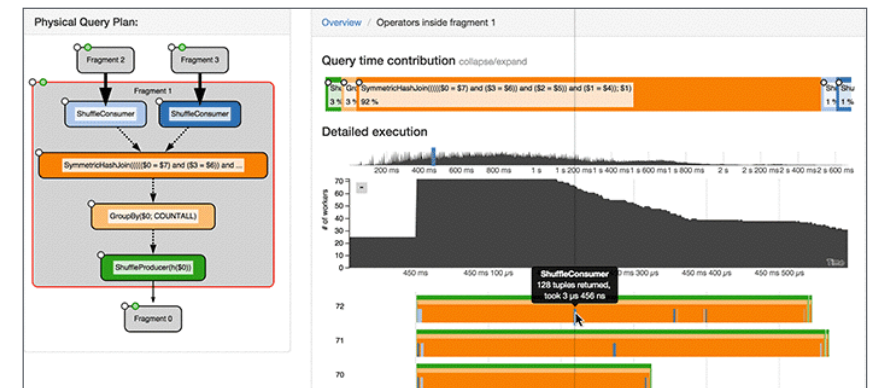 Physical Query Plan:
Fragment 2
Fragment 3
Fragment 1
ShuffleConsumer
ShuffleConsumer
SymmetricHashJoin(((($0 = $7) and ($3 = $6)) and ...
GroupBy($0; COUNTALL)
ShuffleProducer(h($0))
Fragment 0
Overview / Operators inside fragment 1
Query time contribution collapse/expand
3 %
3 %
SymmetricHashJoin(((($0 = $7) and ($3 = $6)) and ($2 = $5)) and ($1 = $4)); $1)
92 %
Shu
1 %
1 %
Detailed execution
200 ms 400 ms 600 ms 800 ms 1 s 1 s 200 ms 1 s 400 ms 1 s 600 ms 1 s 800 ms 2 s 2 s 200 ms 2 s 400 ms 2 s 600 ms
# of workers
70
60
50
40
30
20
10
0
Time
450 ms 450 ms 100 µs 300 µs 450 ms 400 µs 450 ms 500 µs
ShuffleConsumer
128 tuples returned,
took 3 µs 456 ns
72
71
70